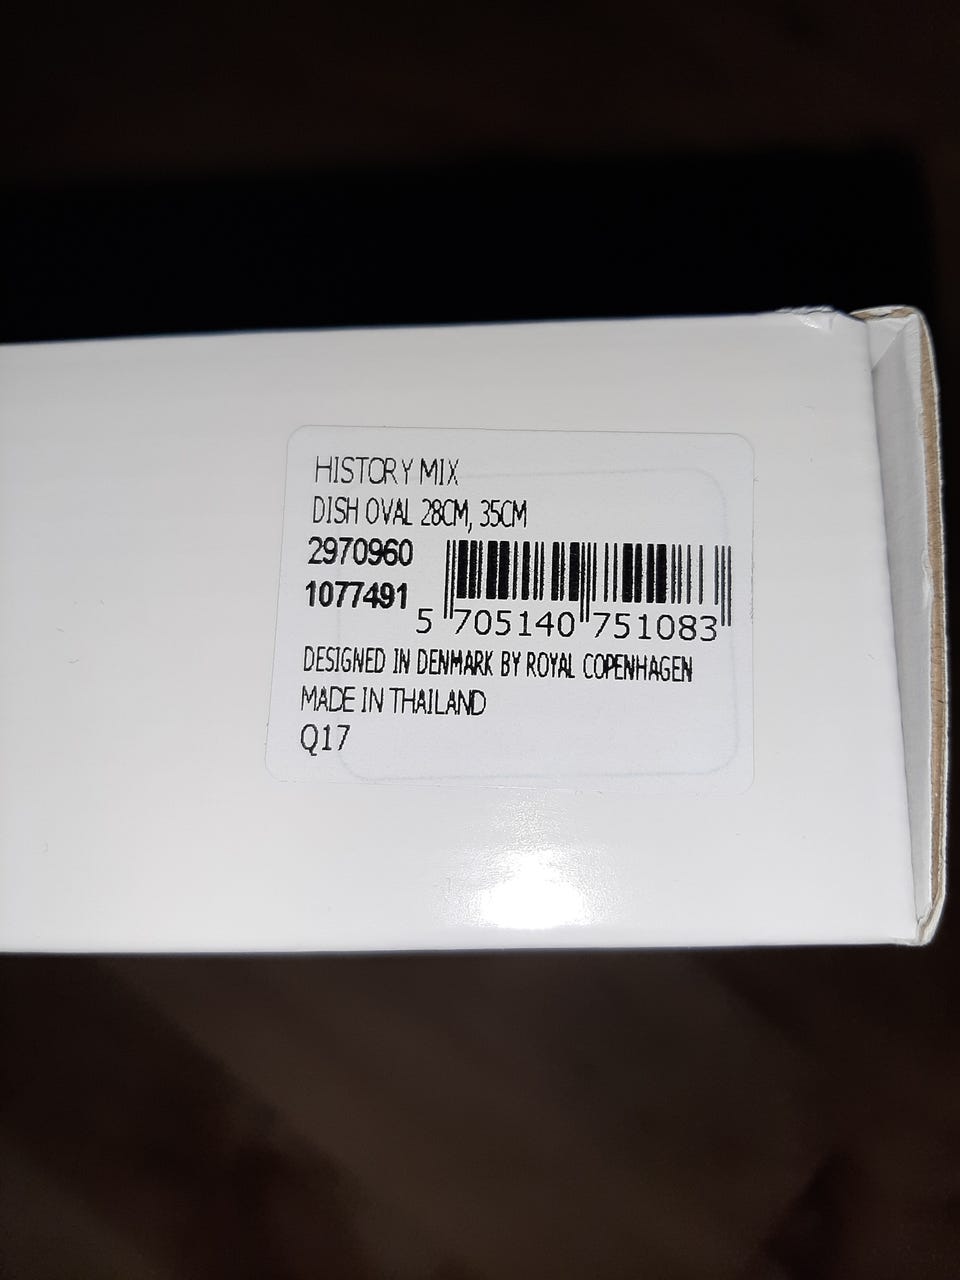 HISTORY MIX
DISH OVAL 28CM, 35CM
2970960
1077491
5 705140 751083
DESIGNED IN DENMARK BY ROYAL COPENHAGEN
MADE IN THAILAND
Q17